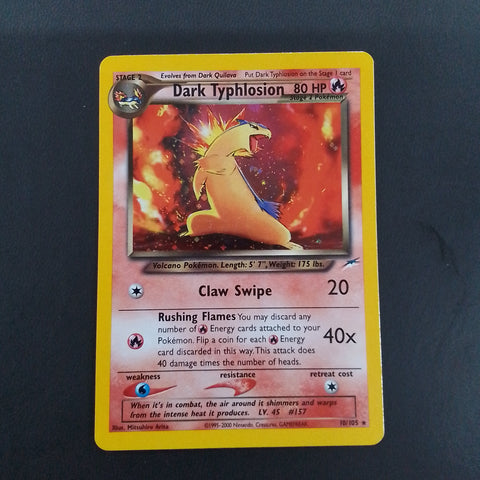 STAGE 2 Evolves from Dark Quilava Put Dark Typhlosion on the Stage 1 card
Dark Typhlosion 80 HP
Stage 2 Pokémon
Volcano Pokémon. Length: 5' 7", Weight: 175 lbs.
Claw Swipe 20
Rushing Flames You may discard any
number of Energy cards attached to your
Pokémon. Flip a coin for each Energy
card discarded in this way. This attack does
40 damage times the number of heads.
40x
weakness resistance retreat cost
When it's in combat, the air around it shimmers and warps
from the intense heat it produces. LV. 45 #157
Illus. Mitsuhiro Arita ©1995-2000 Nintendo, Creatures, GAMEFREAK. 10/105